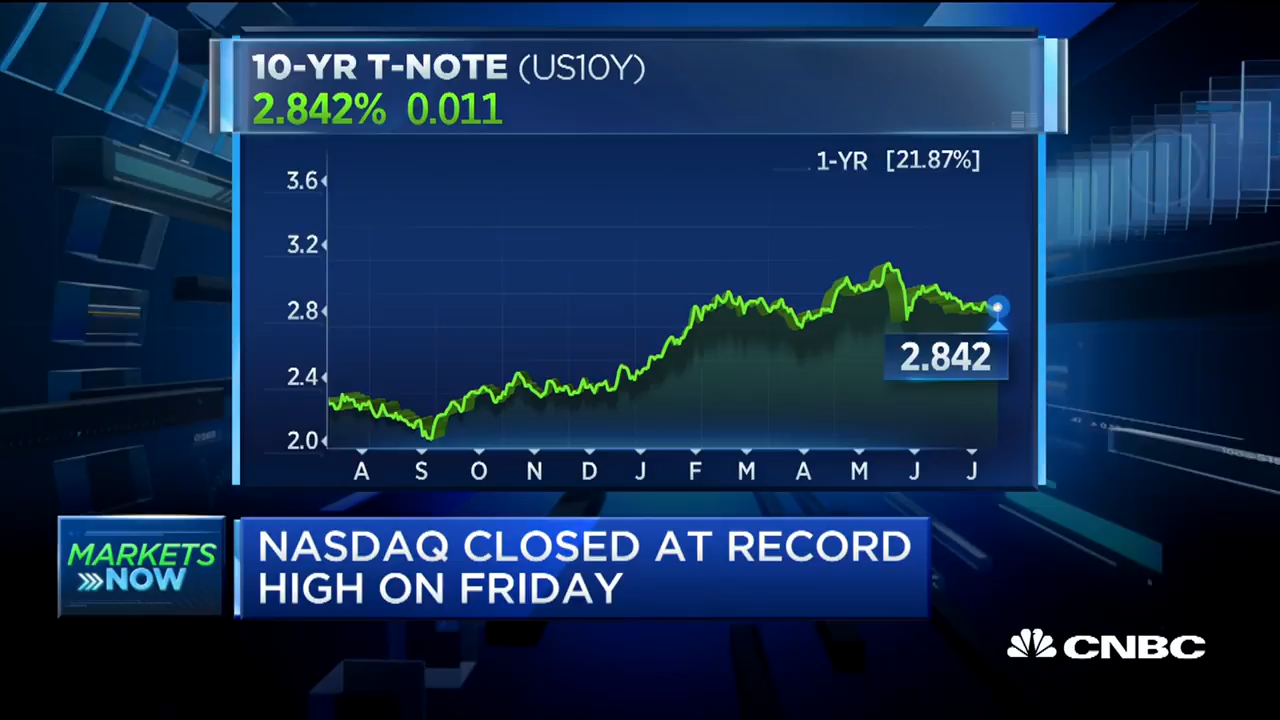 10-YR T-NOTE (US10Y)
2.842% 0.011
1-YR [21.87%]
3.6
3.2
2.8
2.4
2.0
2.842
A S O N D J F M A M J J
MARKETS
NOW
NASDAQ CLOSED AT RECORD
HIGH ON FRIDAY
CNBC